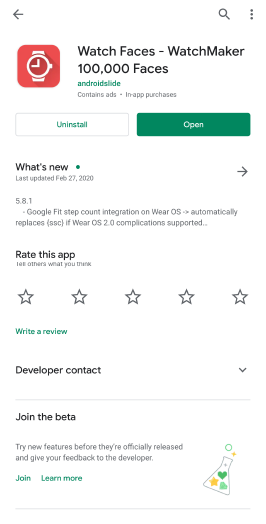 Watch Faces - WatchMaker
100,000 Faces
androidslide
Contains ads • In-app purchases
Uninstall
Open
What's new
Last updated Feb 27, 2020
5.8.1
- Google Fit step count integration on Wear OS -> automatically
replaces {ssc} if Wear OS 2.0 complications supported...
Rate this app
Tell others what you think
Write a review
Developer contact
Join the beta
Try new features before they're officially released
and give your feedback to the developer.
Join Learn more